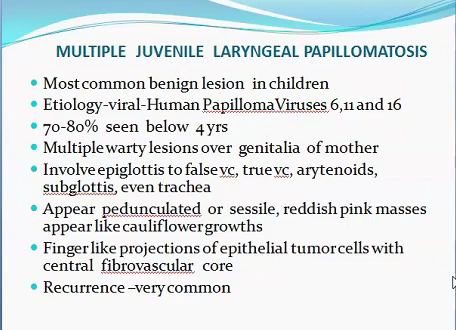 MULTIPLE JUVENILE LARYNGEAL PAPILLOMATOSIS
Most common benign lesion in children
Etiology-viral-Human PapillomaViruses 6,11 and 16
70-80% seen below 4 yrs
Multiple warty lesions over genitalia of mother
Involve epiglottis to false vc, true vc, arytenoids,
subglottis, even trachea
Appear pedunculated or sessile, reddish pink masses
appear like cauliflower growths
Finger like projections of epithelial tumor cells with
central fibrovascular core
Recurrence –very common